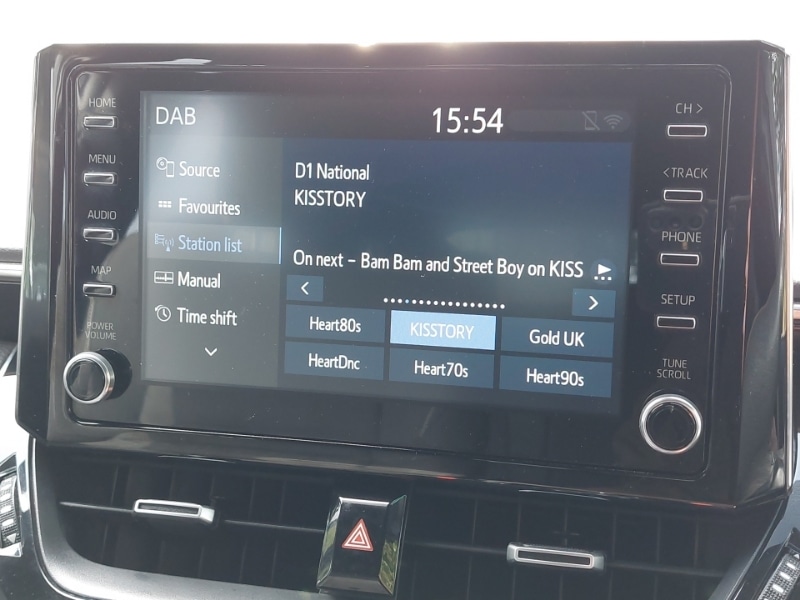 HOME
MENU
AUDIO
MAP
POWER
VOLUME
DAB
15:54
Source
Favourites
Station list
Manual
Time shift
D1 National
KISSTORY
On next – Bam Bam and Street Boy on KISS
Heart80s
KISSTORY
Gold UK
HeartDnc
Heart70s
Heart90s
CH >
< TRACK
PHONE
SETUP
TUNE
SCROLL